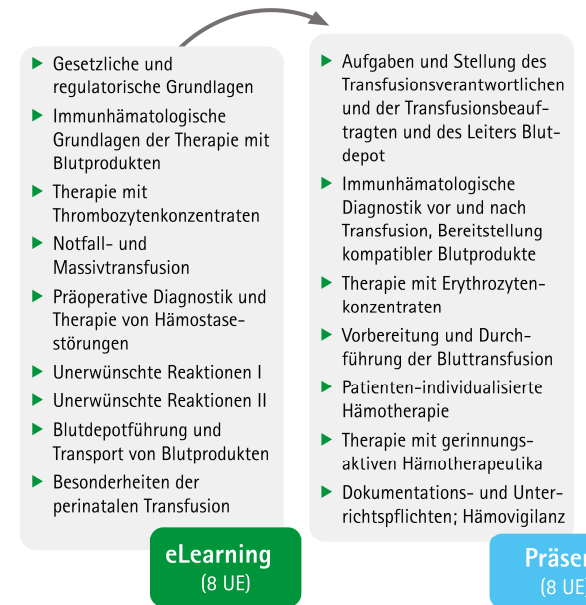 Gesetzliche und
regulatorische Grundlagen
Immunhämatologische
Grundlagen der Therapie mit
Blutprodukten
Therapie mit
Thrombozytenkonzentraten
Notfall- und
Massivtransfusion
Präoperative Diagnostik und
Therapie von Hämostase-
störungen
Unerwünschte Reaktionen I
Unerwünschte Reaktionen II
Blutdepotführung und
Transport von Blutprodukten
Besonderheiten der
perinatalen Transfusion
eLearning
(8 UE)
Aufgaben und Stellung des
Transfusionsverantwortlichen
und der Transfusionsbeauf-
tragten und des Leiters Blut-
depot
Immunhämatologische
Diagnostik vor und nach
Transfusion, Bereitstellung
kompatibler Blutprodukte
Therapie mit Erythrozyten-
konzentraten
Vorbereitung und Durch-
führung der Bluttransfusion
Patienten-individualisierte
Hämotherapie
Therapie mit gerinnungs-
aktiven Hämotherapeutika
Dokumentations- und Unter-
richtspflichten; Hämovigilanz
(8 UE